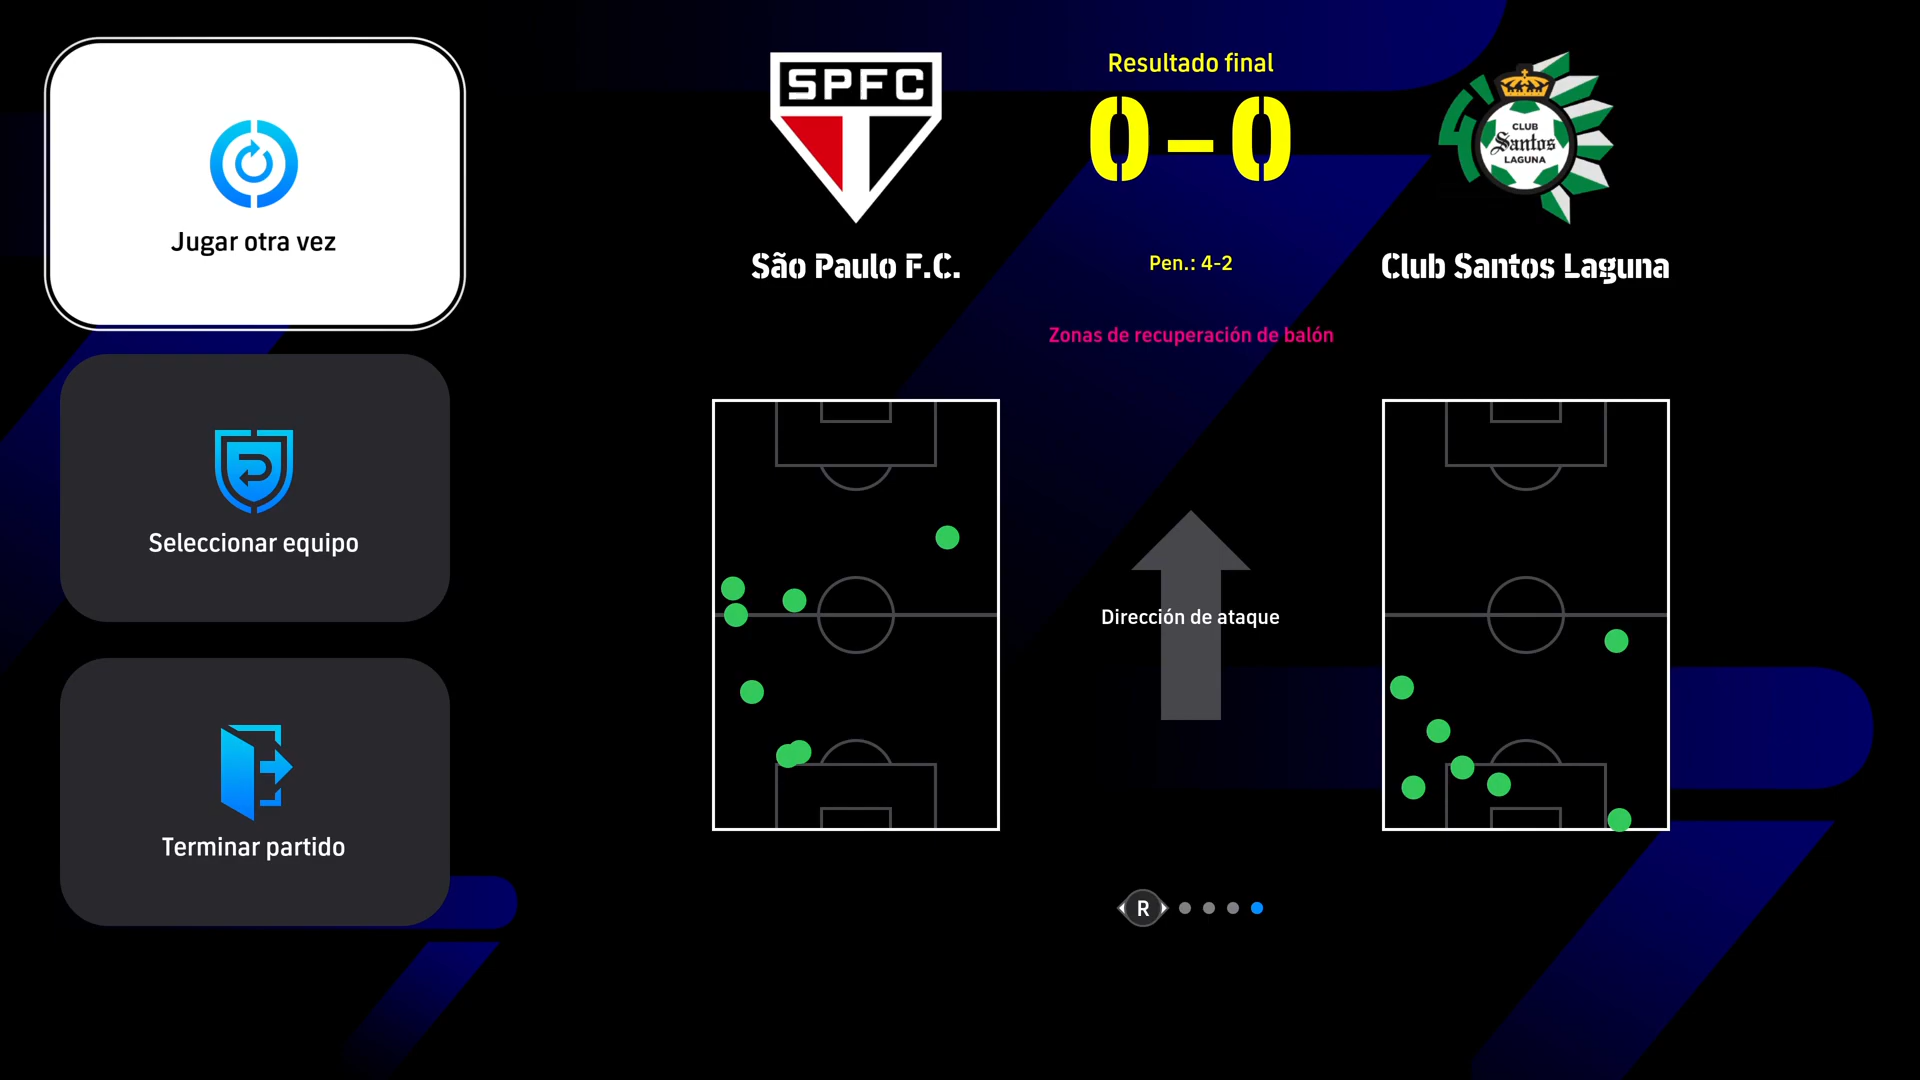 Jugar otra vez
Seleccionar equipo
Terminar partido
SPFC
São Paulo F.C.
Resultado final
0 – 0
Pen.: 4-2
CLUB
Santos
LAGUNA
Club Santos Laguna
Zonas de recuperación de balón
Dirección de ataque
R